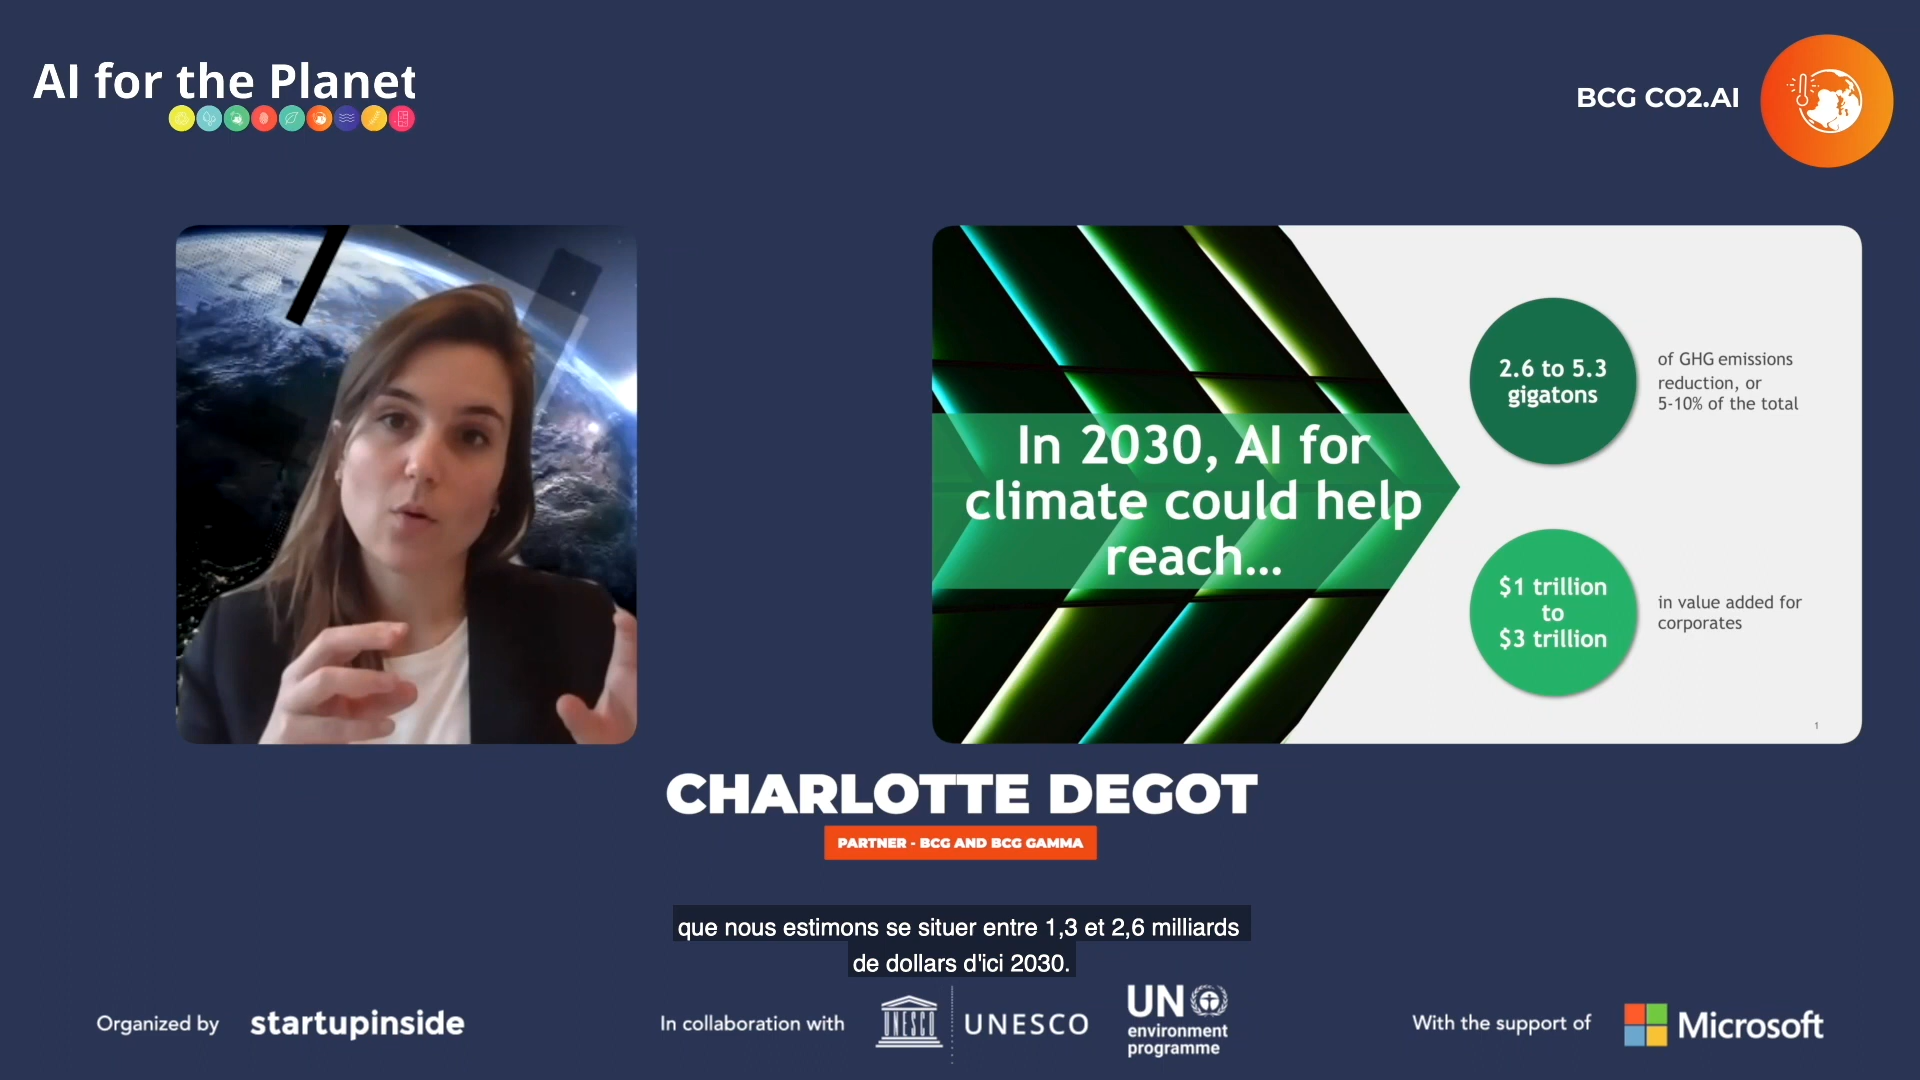 AI for the Planet
BCG CO2.AI
In 2030, AI for
climate could help
reach...
2.6 to 5.3
gigatons
of GHG emissions
reduction, or
5-10% of the total
$1 trillion
to
$3 trillion
in value added for
corporates
1
CHARLOTTE DEGOT
PARTNER - BCG AND BCG GAMMA
que nous estimons se situer entre 1,3 et 2,6 milliards
de dollars d'ici 2030.
Organized by
startupinside
In collaboration with
UNESCO
UNESCO
UN
environment
programme
With the support of
Microsoft